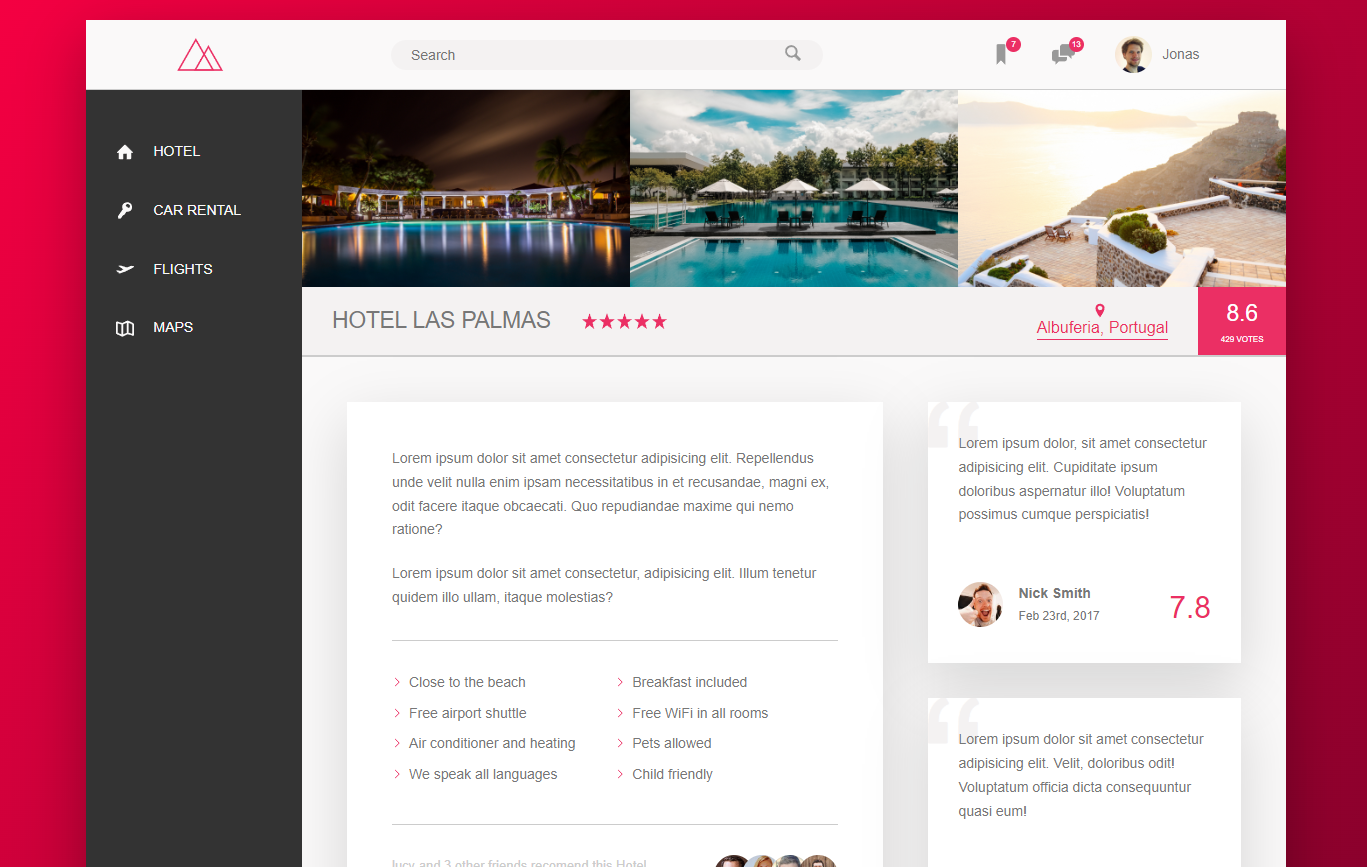 Search
7
13
Jonas
HOTEL
CAR RENTAL
FLIGHTS
MAPS
HOTEL LAS PALMAS
Albuferia, Portugal
8.6
429 VOTES
Lorem ipsum dolor sit amet consectetur adipisicing elit. Repellendus
unde velit nulla enim ipsam necessitatibus in et recusandae, magni ex,
odit facere itaque obcaecati. Quo repudiandae maxime qui nemo
ratione?
Lorem ipsum dolor sit amet consectetur, adipisicing elit. Illum tenetur
quidem illo ullam, itaque molestias?
Close to the beach
Breakfast included
Free airport shuttle
Free WiFi in all rooms
Air conditioner and heating
Pets allowed
We speak all languages
Child friendly
lucy and 3 other friends recomend this Hotel
“
Lorem ipsum dolor, sit amet consectetur
adipisicing elit. Cupiditate ipsum
doloribus aspernatur illo! Voluptatum
possimus cumque perspiciatis!
Nick Smith
Feb 23rd, 2017
7.8
“
Lorem ipsum dolor sit amet consectetur
adipisicing elit. Velit, doloribus odit!
Voluptatum officia dicta consequuntur
quasi eum!